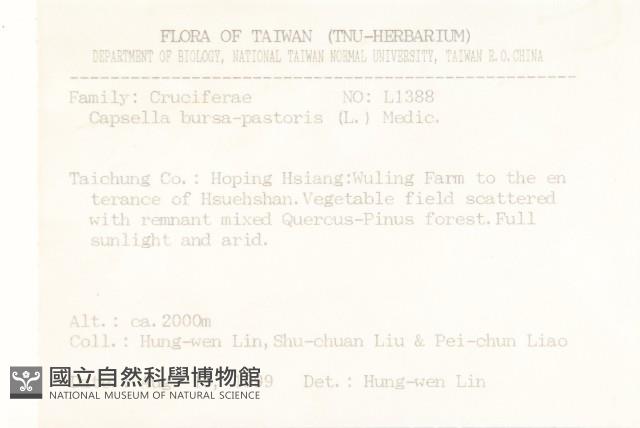 FLORA OF TAIWAN (TNU-HERBARIUM)
DEPARTMENT OF BIOLOGY, NATIONAL TAIWAN NORMAL UNIVERSITY, TAIWAN R.O.CHINA
Family: Cruciferae NO: L1388
Capsella bursa-pastoris (L.) Medic.
Taichung Co.: Hoping Hsiang:Wuling Farm to the en
terance of Hsuehshan.Vegetable field scattered
with remnant mixed Quercus-Pinus forest.Full
sunlight and arid.
Alt.: ca.2000m
Coll.: Hung-wen Lin,Shu-chuan Liu & Pei-chun Liao
Det.: Hung-wen Lin
國立自然科學博物館
NATIONAL MUSEUM OF NATURAL SCIENCE